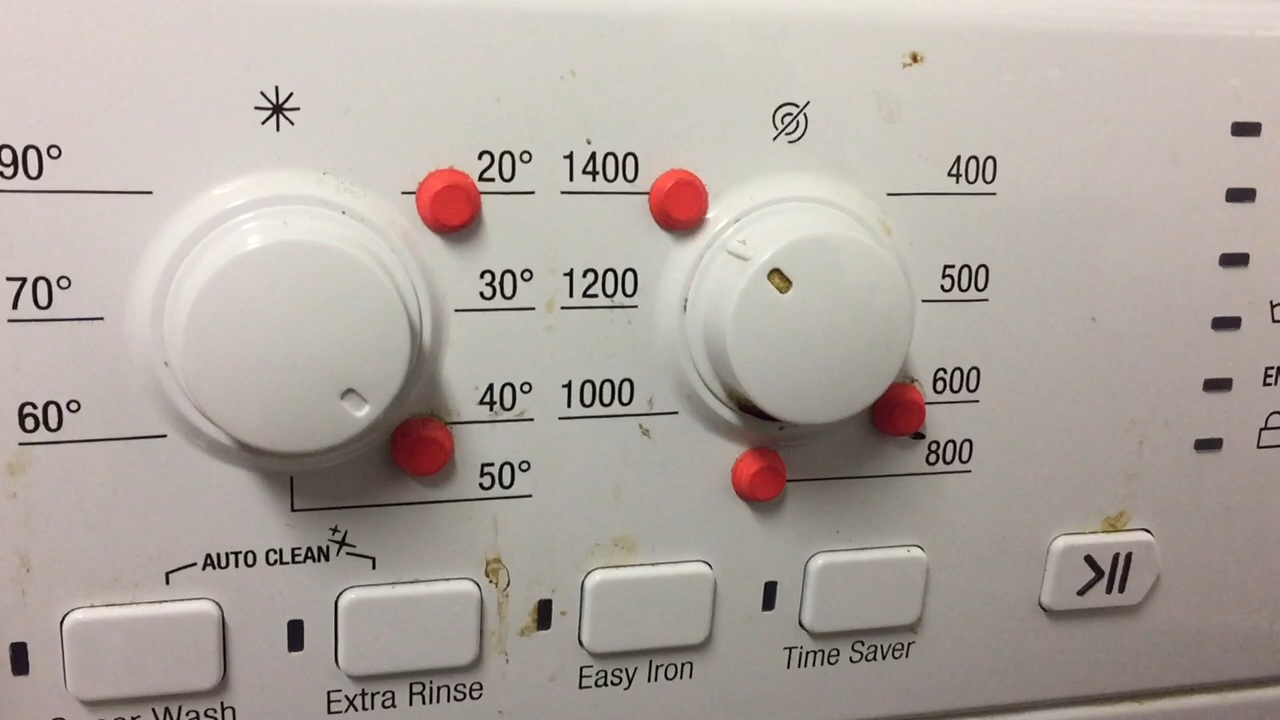 90°
20°
1400
400
70°
30°
1200
500
60°
40°
1000
600
50°
800
AUTO CLEAN
Wash
Extra Rinse
Easy Iron
Time Saver